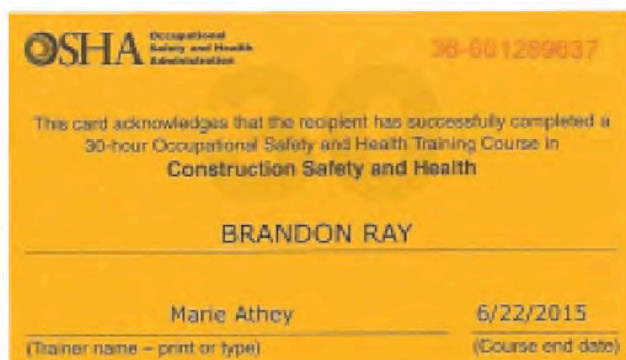 OSHA
Occupational
Safety and Health
Administration
This card acknowledges that the recipient has successfully completed a
30-hour Occupational Safety and Health Training Course in
Construction Safety and Health
BRANDON RAY
Marie Athey 6/22/2015
(Trainer name – print or type) (Course end date)